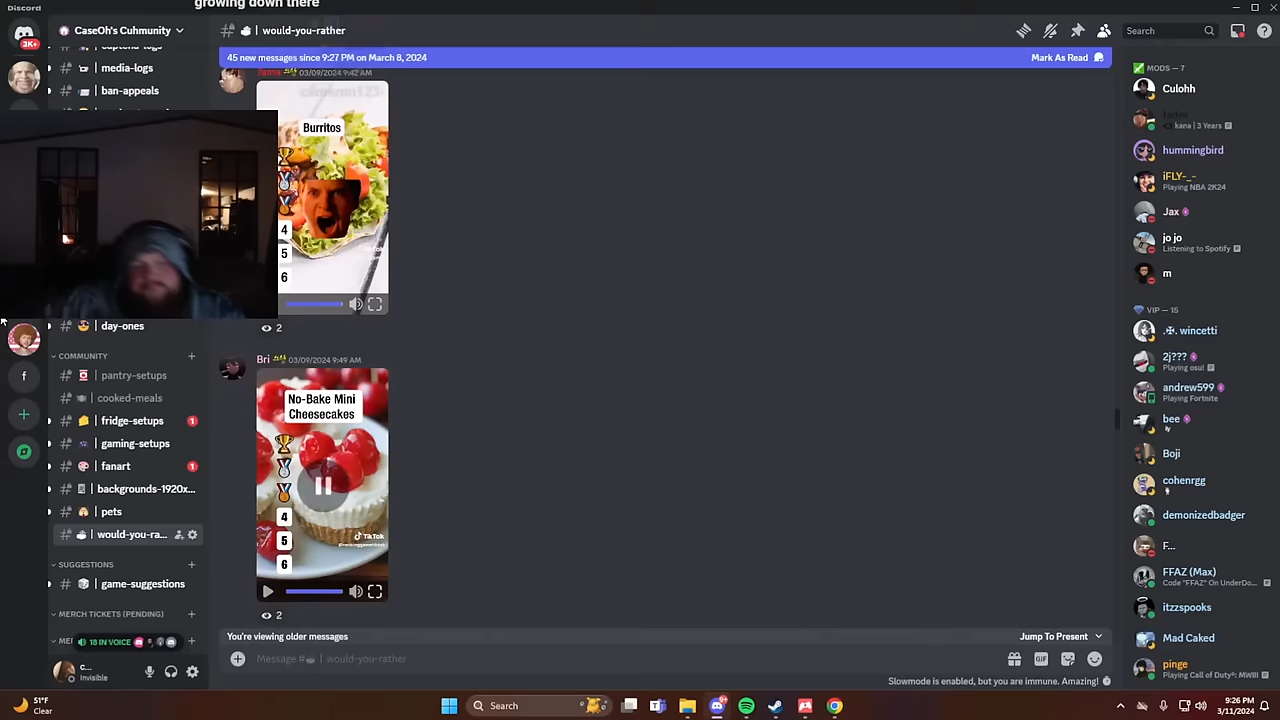 growing down there
Discord
CaseOh's Cuhmunity
would-you-rather
Search
3K+
media-logs
ban-appeals
45 new messages since 9:27 PM on March 8, 2024
Mark As Read
03/09/2024 9:42 AM
Burritos
4
5
6
2
day-ones
COMMUNITY
pantry-setups
cooked-meals
fridge-setups 1
gaming-setups
fanart 1
backgrounds-1920x...
pets
would-you-ra...
SUGGESTIONS
game-suggestions
MERCH TICKETS (PENDING)
18 IN VOICE
c...
Invisible
Bri 03/09/2024 9:49 AM
No-Bake Mini
Cheesecakes
4
5
6
TikTok
2
You're viewing older messages
Jump To Present
Message # | would-you-rather
GIF
Slowmode is enabled, but you are immune. Amazing!
MODS — 7
Culohh
kana | 3 Years
hummingbird
iFLY-_-
Playing NBA 2K24
Jax
jo jo
Listening to Spotify
m
VIP — 15
.✠. wincetti
2j???
Playing osu!
andrew599
Playing Fortnite
bee
Boji
cohenrgg
demonizedbadger
F...
FFAZ (Max)
Code "FFAZ" On UnderDo...
itzzspooks
Mad Caked
pinge
Playing Call of Duty®: MWIII
51°F
Clear
Search
9:26 PM
3/11/2024